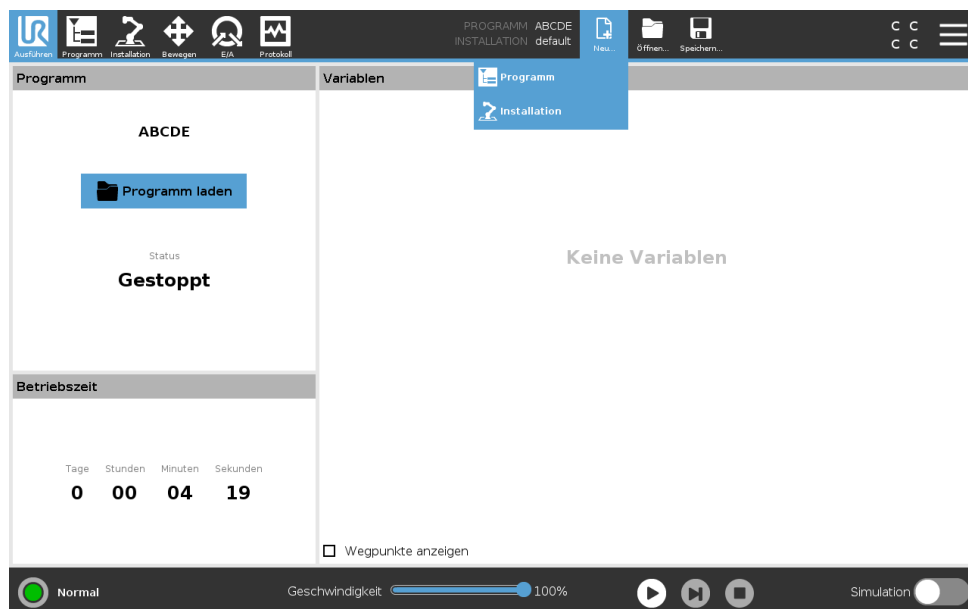 UR
Ausführen
Programm
Installation
Bewegen
E/A
Protokoll
PROGRAMM ABCDE
INSTALLATION default
Neu...
Öffnen...
Speichern...
C C
C C
Programm
Installation
Programm
ABCDE
Programm laden
Status
Gestoppt
Variablen
Keine Variablen
Betriebszeit
Tage Stunden Minuten Sekunden
0 00 04 19
Wegpunkte anzeigen
Normal
Geschwindigkeit 100%
Simulation